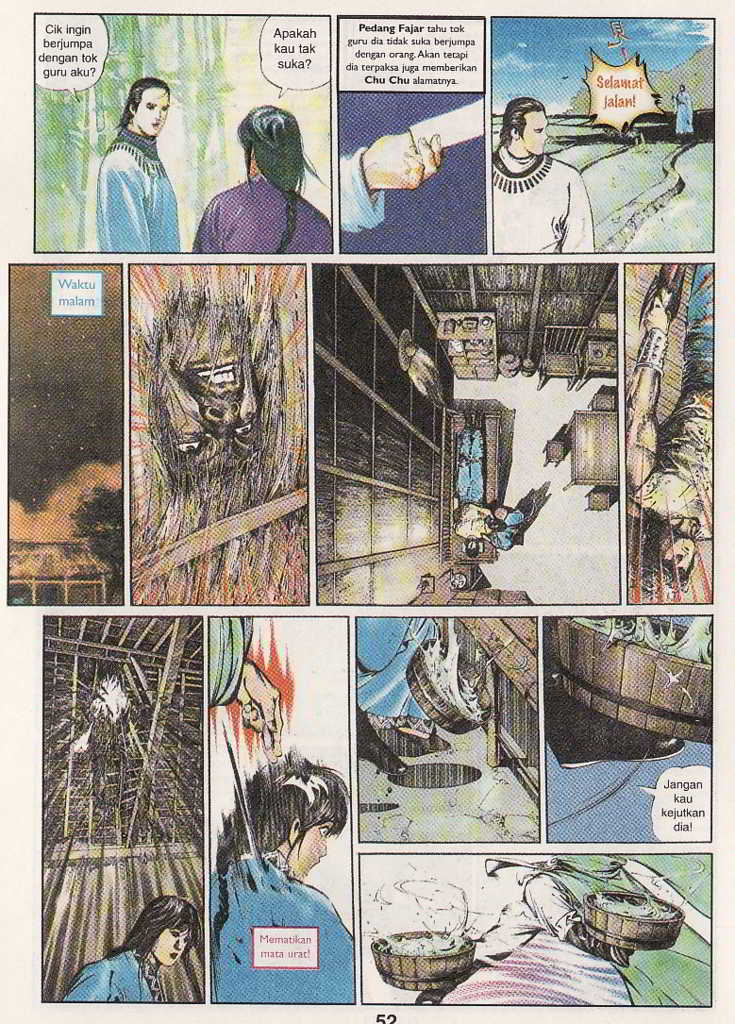 Cik ingin
berjumpa
dengan tok
guru aku?
Apakah
kau tak
suka?
Pedang Fajar tahu tok
guru dia tidak suka berjumpa
dengan orang. Akan tetapi
dia terpaksa juga memberikan
Chu Chu alamatnya.
Selamat
jalan!
Waktu
malam
Mematikan
mata urat!
Jangan
kau
kejutkan
dia!
52